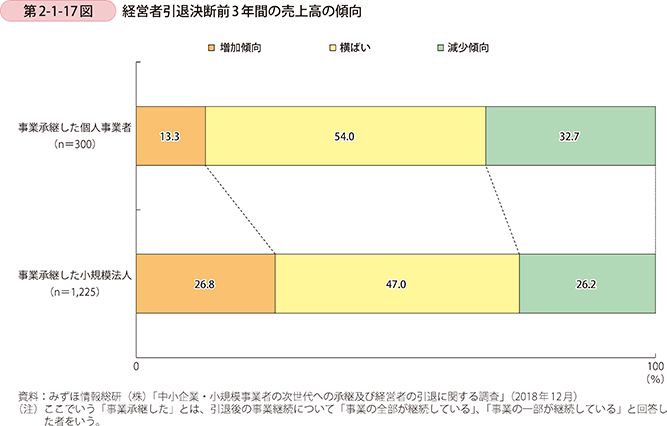 第2-1-17図 経営者引退決断前3年間の売上高の傾向
増加傾向 横ばい 減少傾向
事業承継した個人事業者
(n=300)
13.3 54.0 32.7
事業承継した小規模法人
(n=1,225)
26.8 47.0 26.2
0 100
(%)
資料：みずほ情報総研（株）「中小企業・小規模事業者の次世代への承継及び経営者の引退に関する調査」（2018年12月）
（注）ここでいう「事業承継した」とは、引退後の事業継続について「事業の全部が継続している」、「事業の一部が継続している」と回答し
た者をいう。